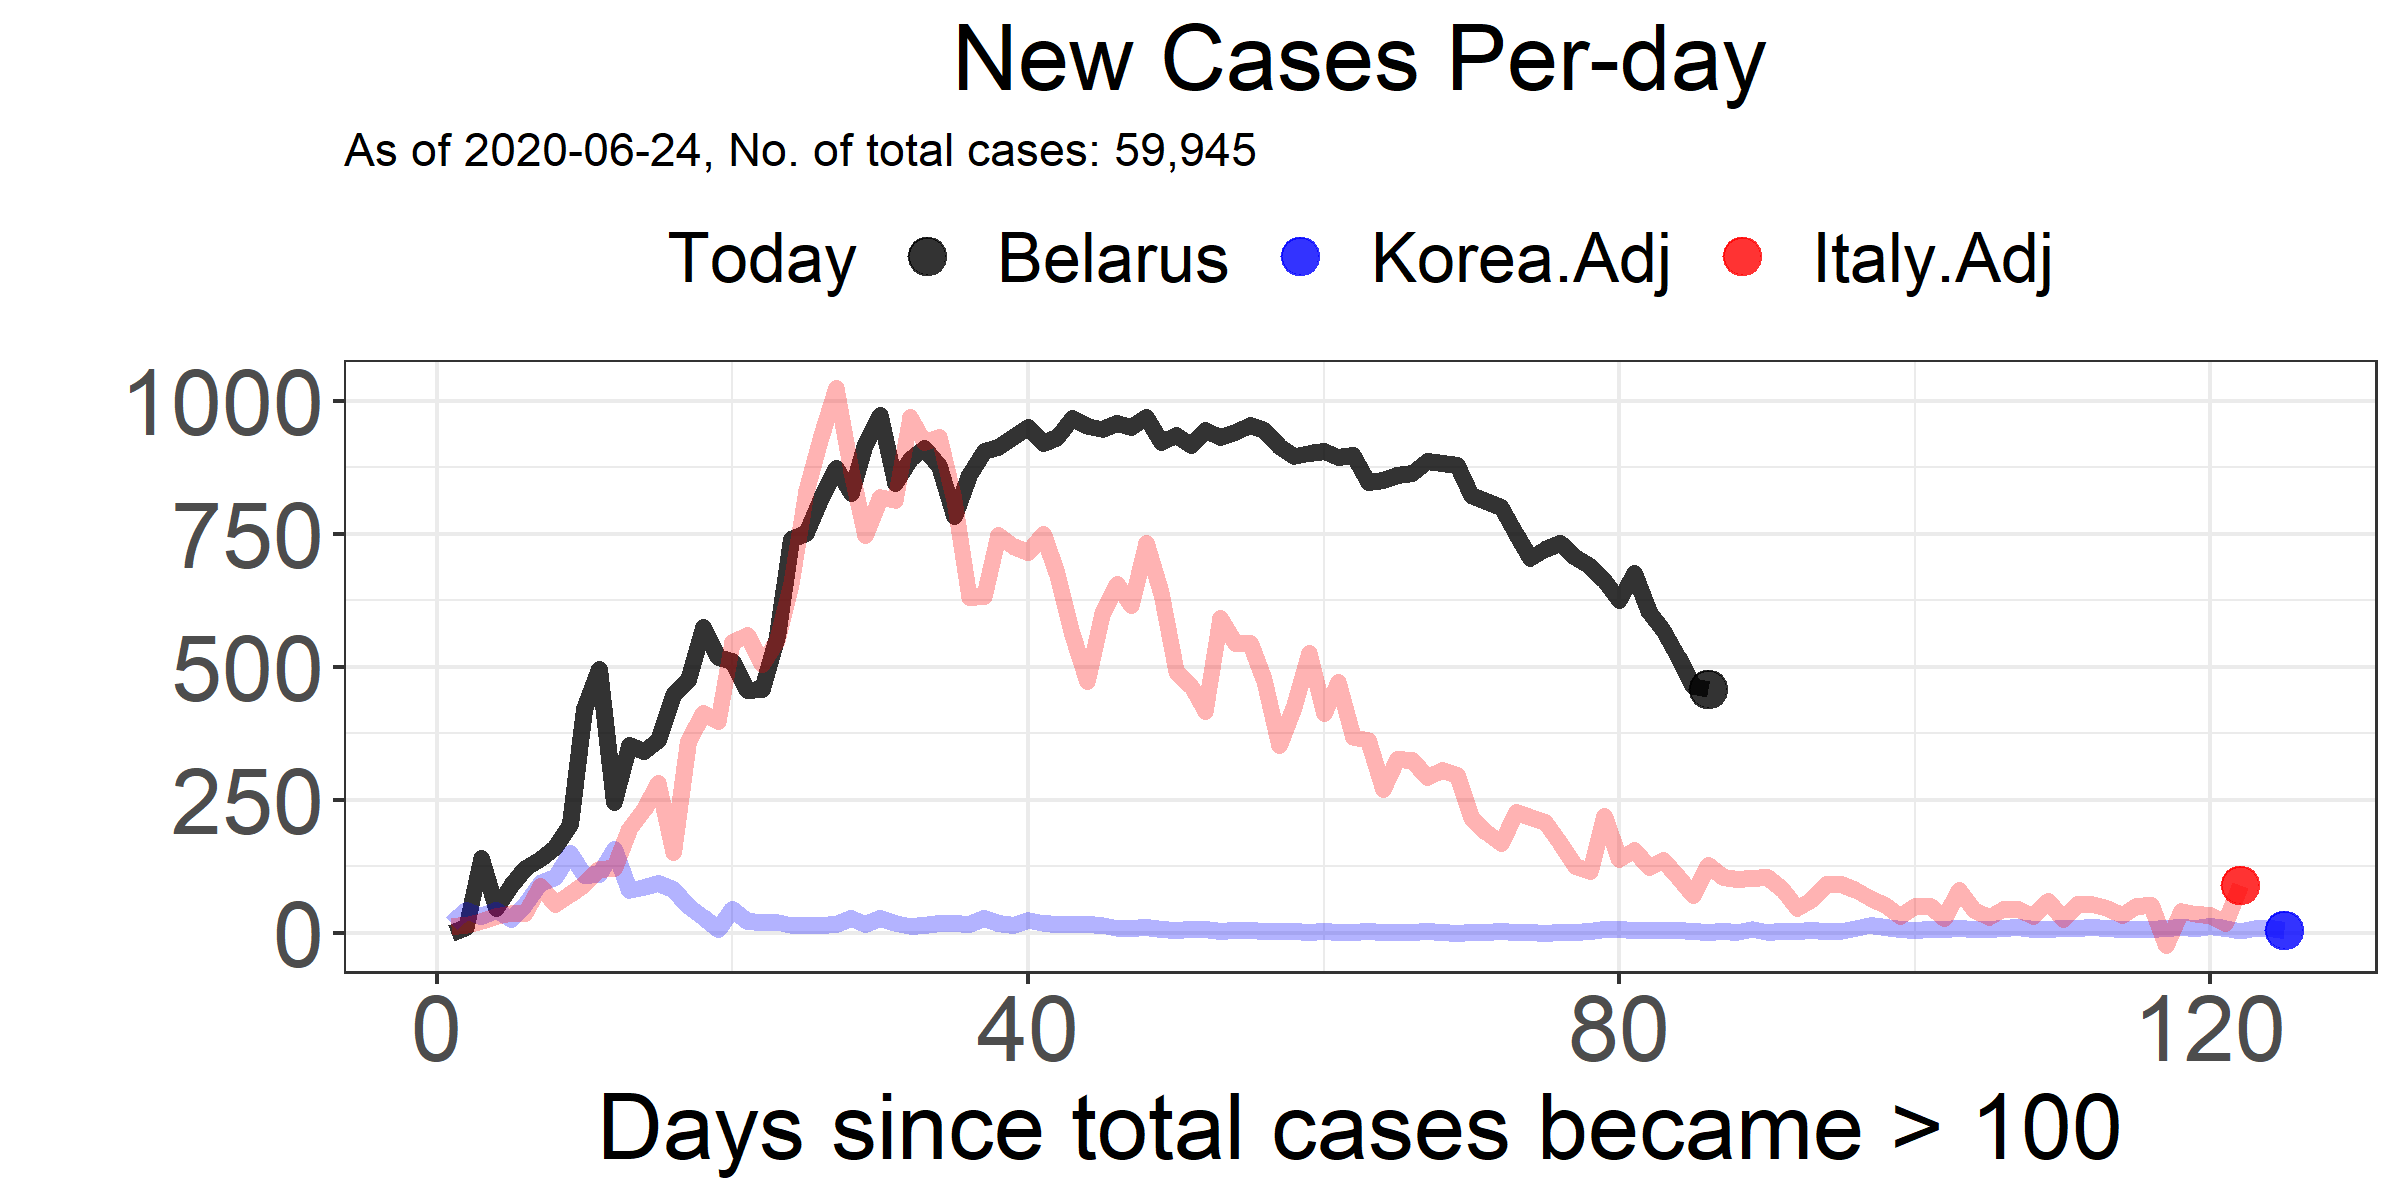 New Cases Per-day
As of 2020-06-24, No. of total cases: 59,945
Today Belarus Korea.Adj Italy.Adj
1000
750
500
250
0
0 40 80 120
Days since total cases became > 100